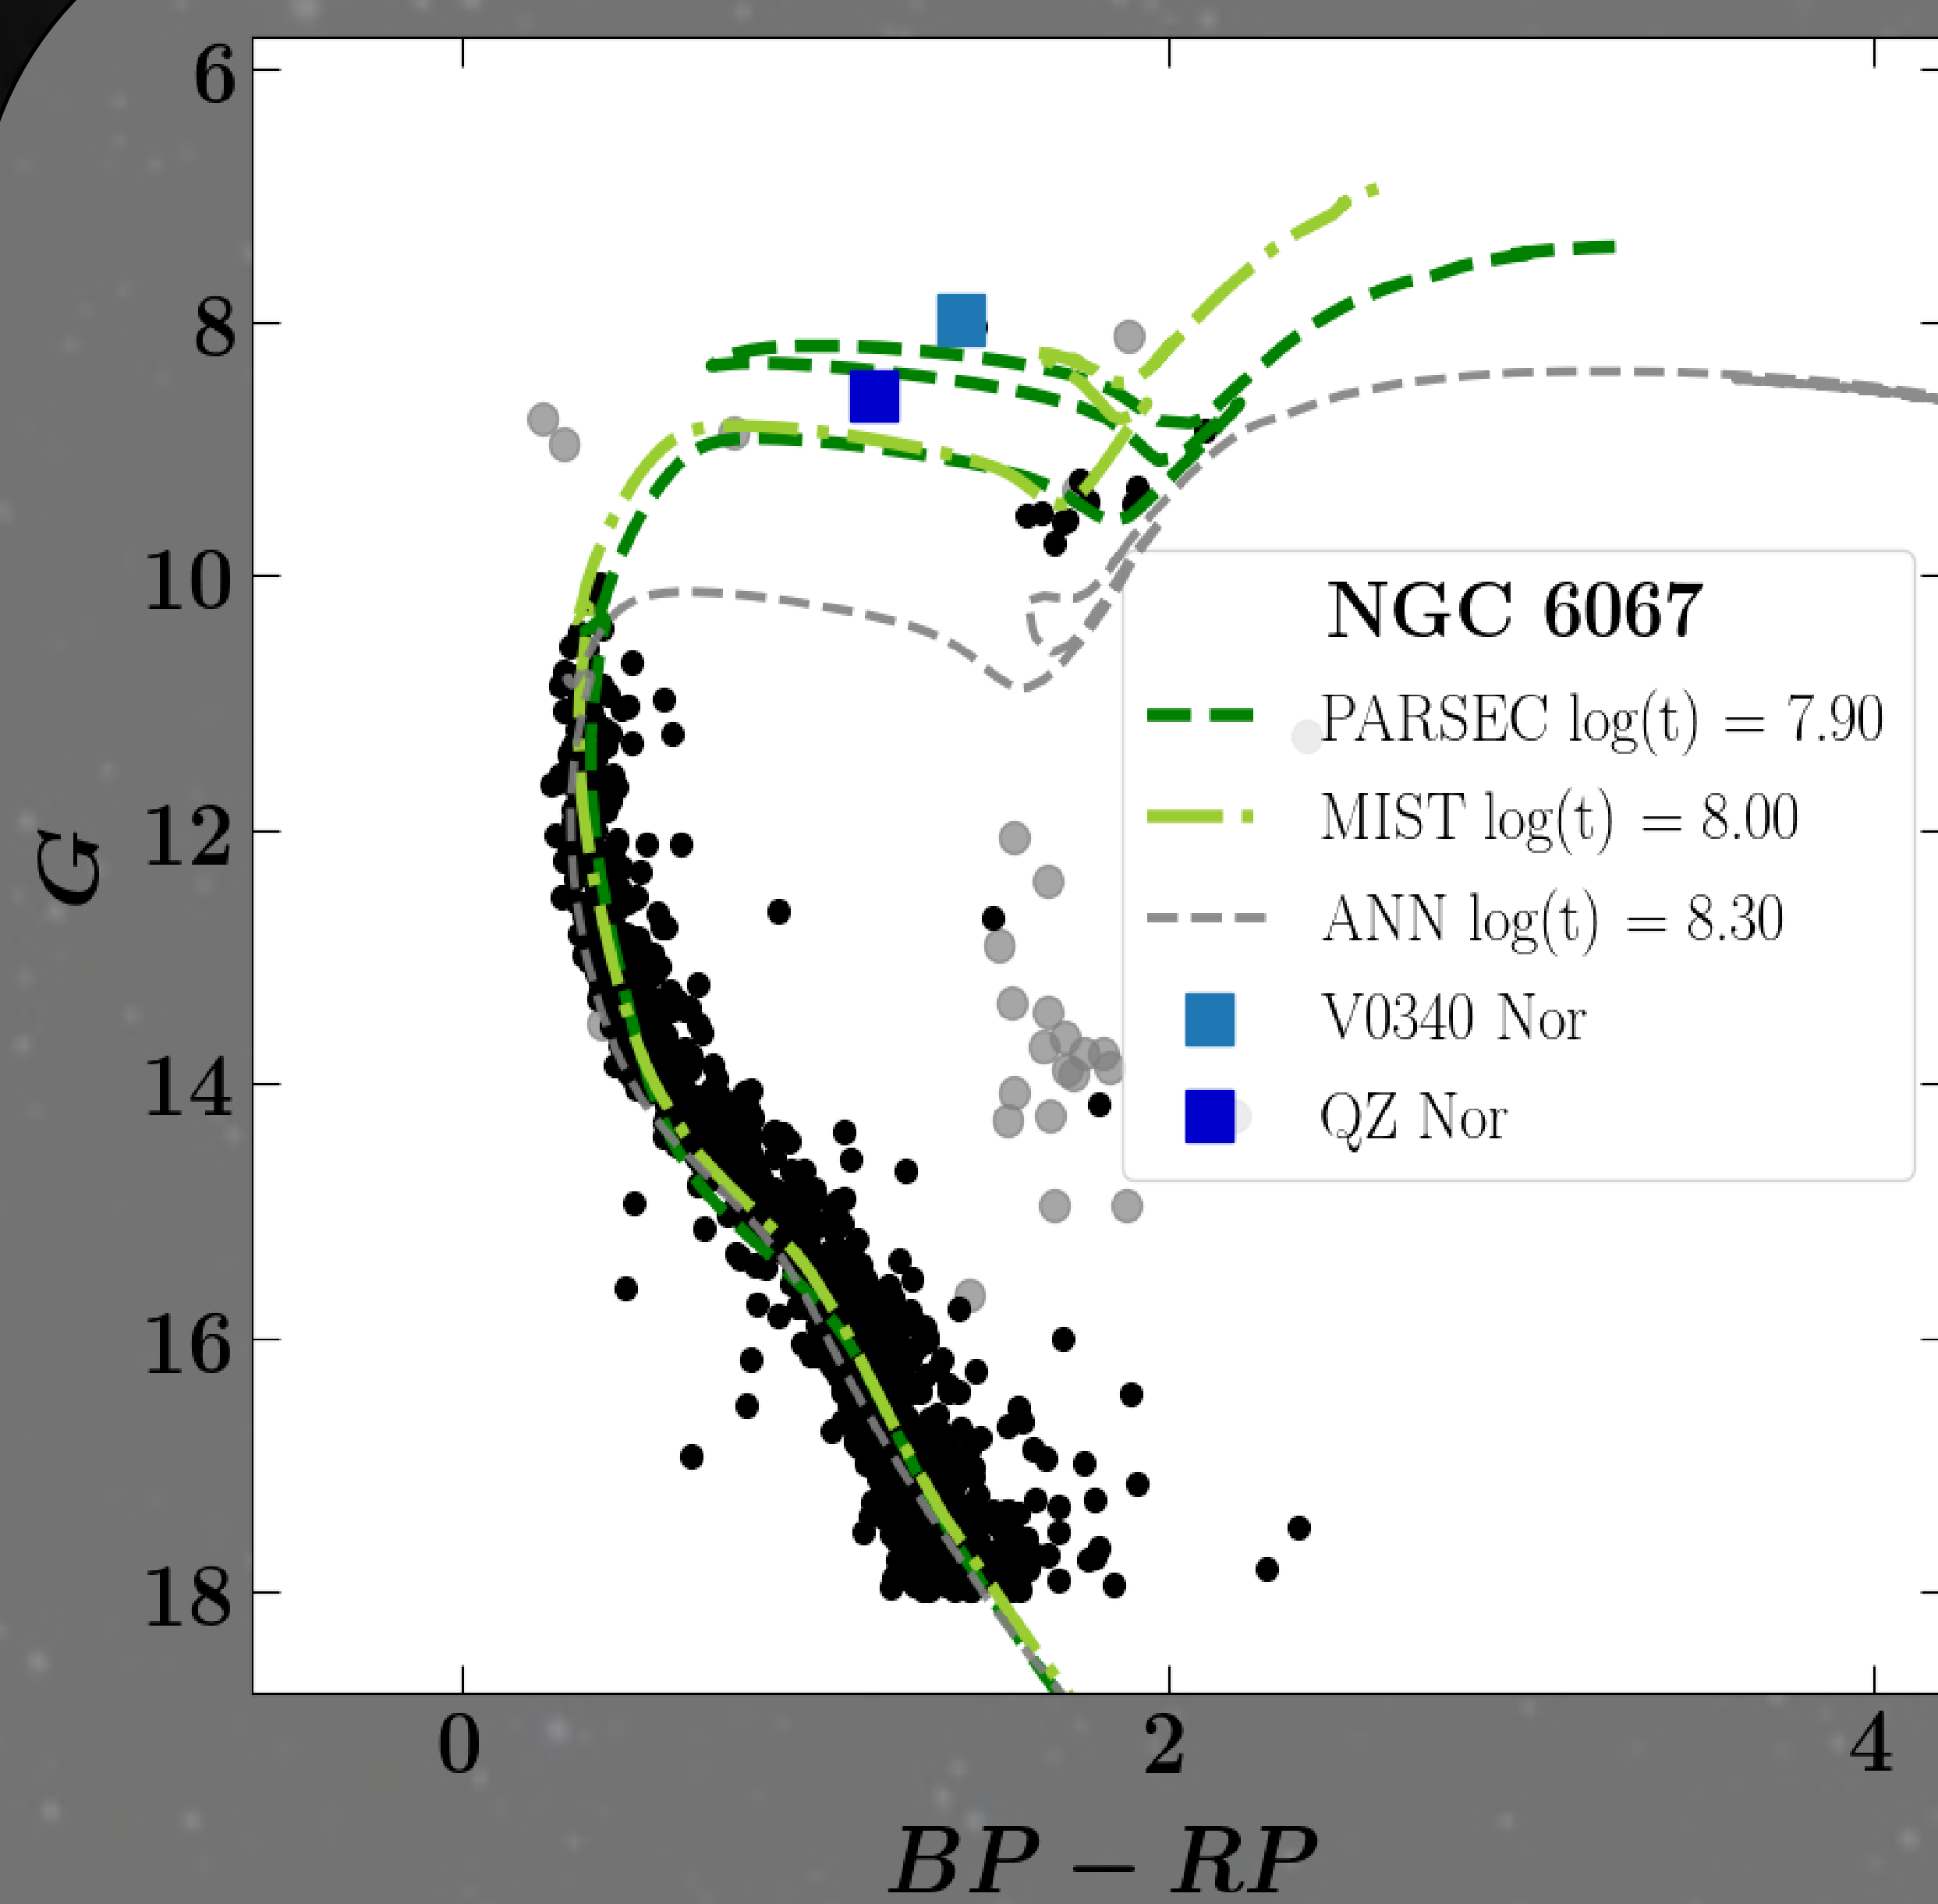 6
8
10
12
14
16
18
G
NGC 6067
PARSEC log(t) = 7.90
MIST log(t) = 8.00
ANN log(t) = 8.30
V0340 Nor
QZ Nor
0 2 4
BP − RP